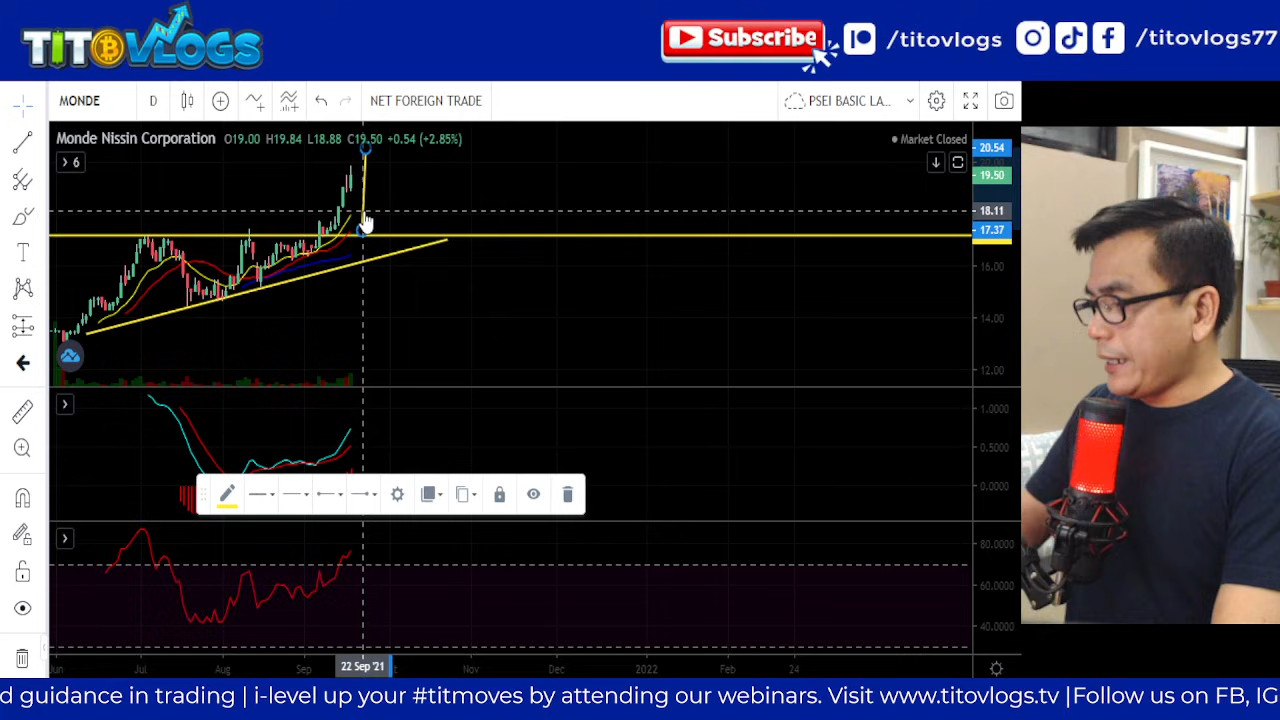 TITOVLOGS
Subscribe
/titovlogs
/titovlogs77
MONDE
D
NET FOREIGN TRADE
PSEI BASIC LA...
Monde Nissin Corporation O19.00 H19.84 L18.88 C19.50 +0.54 (+2.85%)
Market Closed
6
20.54
19.50
18.11
17.37
16.00
14.00
12.00
1.0000
0.5000
0.0000
80.0000
60.0000
40.0000
Jul
Aug
Sep
22 Sep '21
Nov
Dec
2022
Feb
24
d guidance in trading | i-level up your #titmoves by attending our webinars. Visit www.titovlogs.tv |Follow us on FB, IG